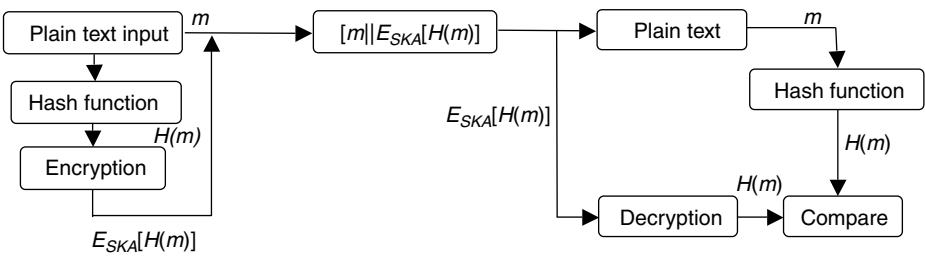 Plain text input
m
[m||E_SKA[H(m)]
Plain text
m
Hash function
Hash function
H(m)
E_SKA[H(m)]
H(m)
Encryption
H(m)
Decryption
Compare
E_SKA[H(m)]